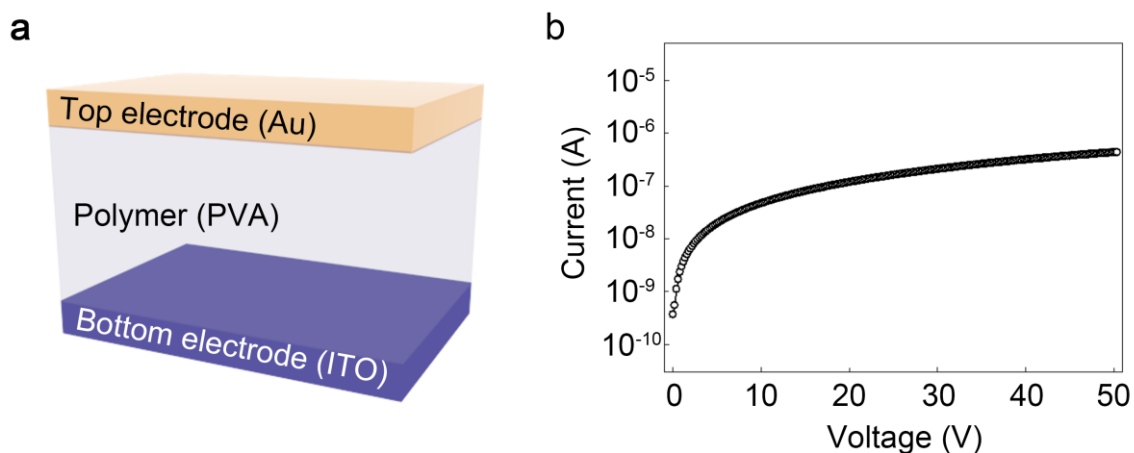 a
Top electrode (Au)
Polymer (PVA)
Bottom electrode (ITO)
b
Current (A)
10⁻⁵
10⁻⁶
10⁻⁷
10⁻⁸
10⁻⁹
10⁻¹⁰
0 10 20 30 40 50
Voltage (V)